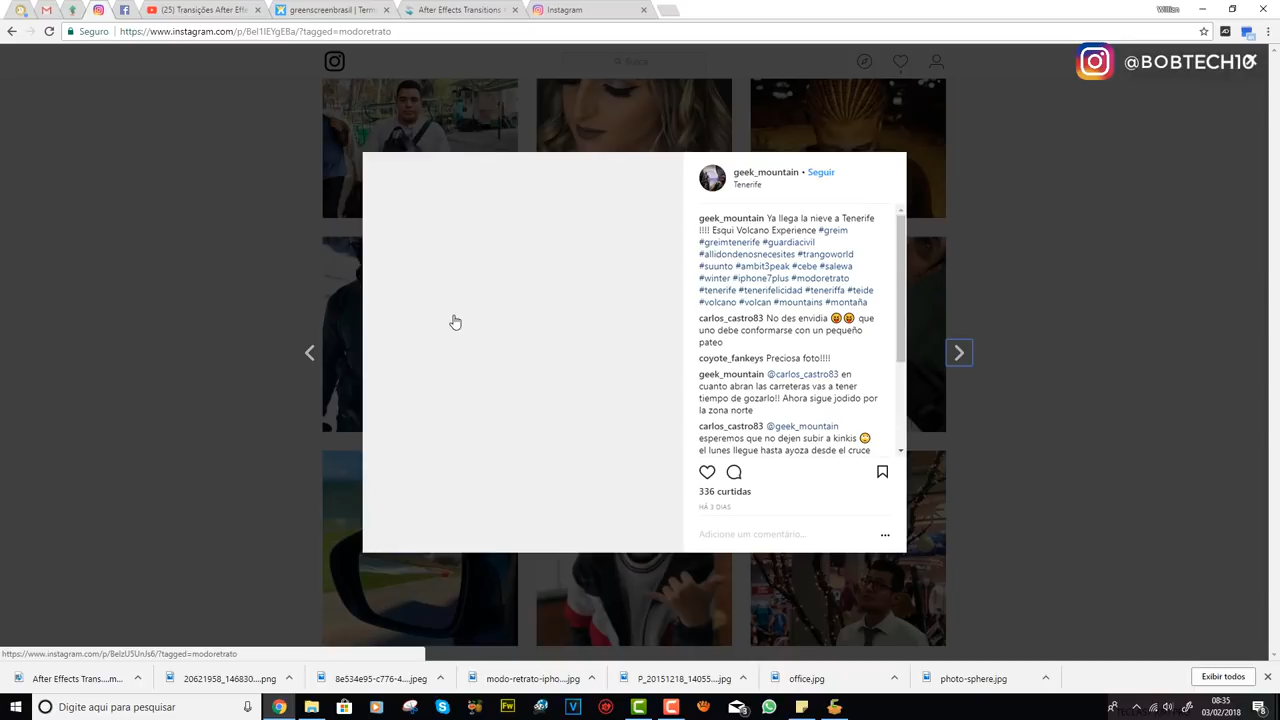 (25) Transições After Eff
greenscreenbrasil | Term
After Effects Transitions
Instagram
Willian
Seguro
https://www.instagram.com/p/BeI1IEYgEBa/?tagged=modoretrato
Busca
@BOBTECH10
geek_mountain • Seguir
Tenerife
geek_mountain Ya llega la nieve a Tenerife
!!!! Esqui Volcano Experience #greim
#greimtenerife #guardiacivil
#allidondenosnecesites #trangoworld
#suunto #ambit3peak #cebe #salewa
#winter #iphone7plus #modoretrato
#tenerife #tenerifelicidad #teneriffa #teide
#volcano #volcan #mountains #montaña
carlos_castro83 No des envidia 😝😝 que
uno debe conformarse con un pequeño
pateo
coyote_fankeys Preciosa foto!!!!
geek_mountain @carlos_castro83 en
cuanto abran las carreteras vas a tener
tiempo de gozarlo!! Ahora sigue jodido por
la zona norte
carlos_castro83 @geek_mountain
esperemos que no dejen subir a kinkis 🙄
el lunes llegue hasta ayoza desde el cruce
336 curtidas
HÁ 3 DIAS
Adicione um comentário...
https://www.instagram.com/p/BeIzU5UnJs6/?tagged=modoretrato
After Effects Trans....m...
20621958_146830....png
8e534e95-c776-4....jpeg
modo-retrato-ipho....jpg
P_20151218_14055....jpg
office.jpg
photo-sphere.jpg
Exibir todos
Digite aqui para pesquisar
08:35
03/02/2018